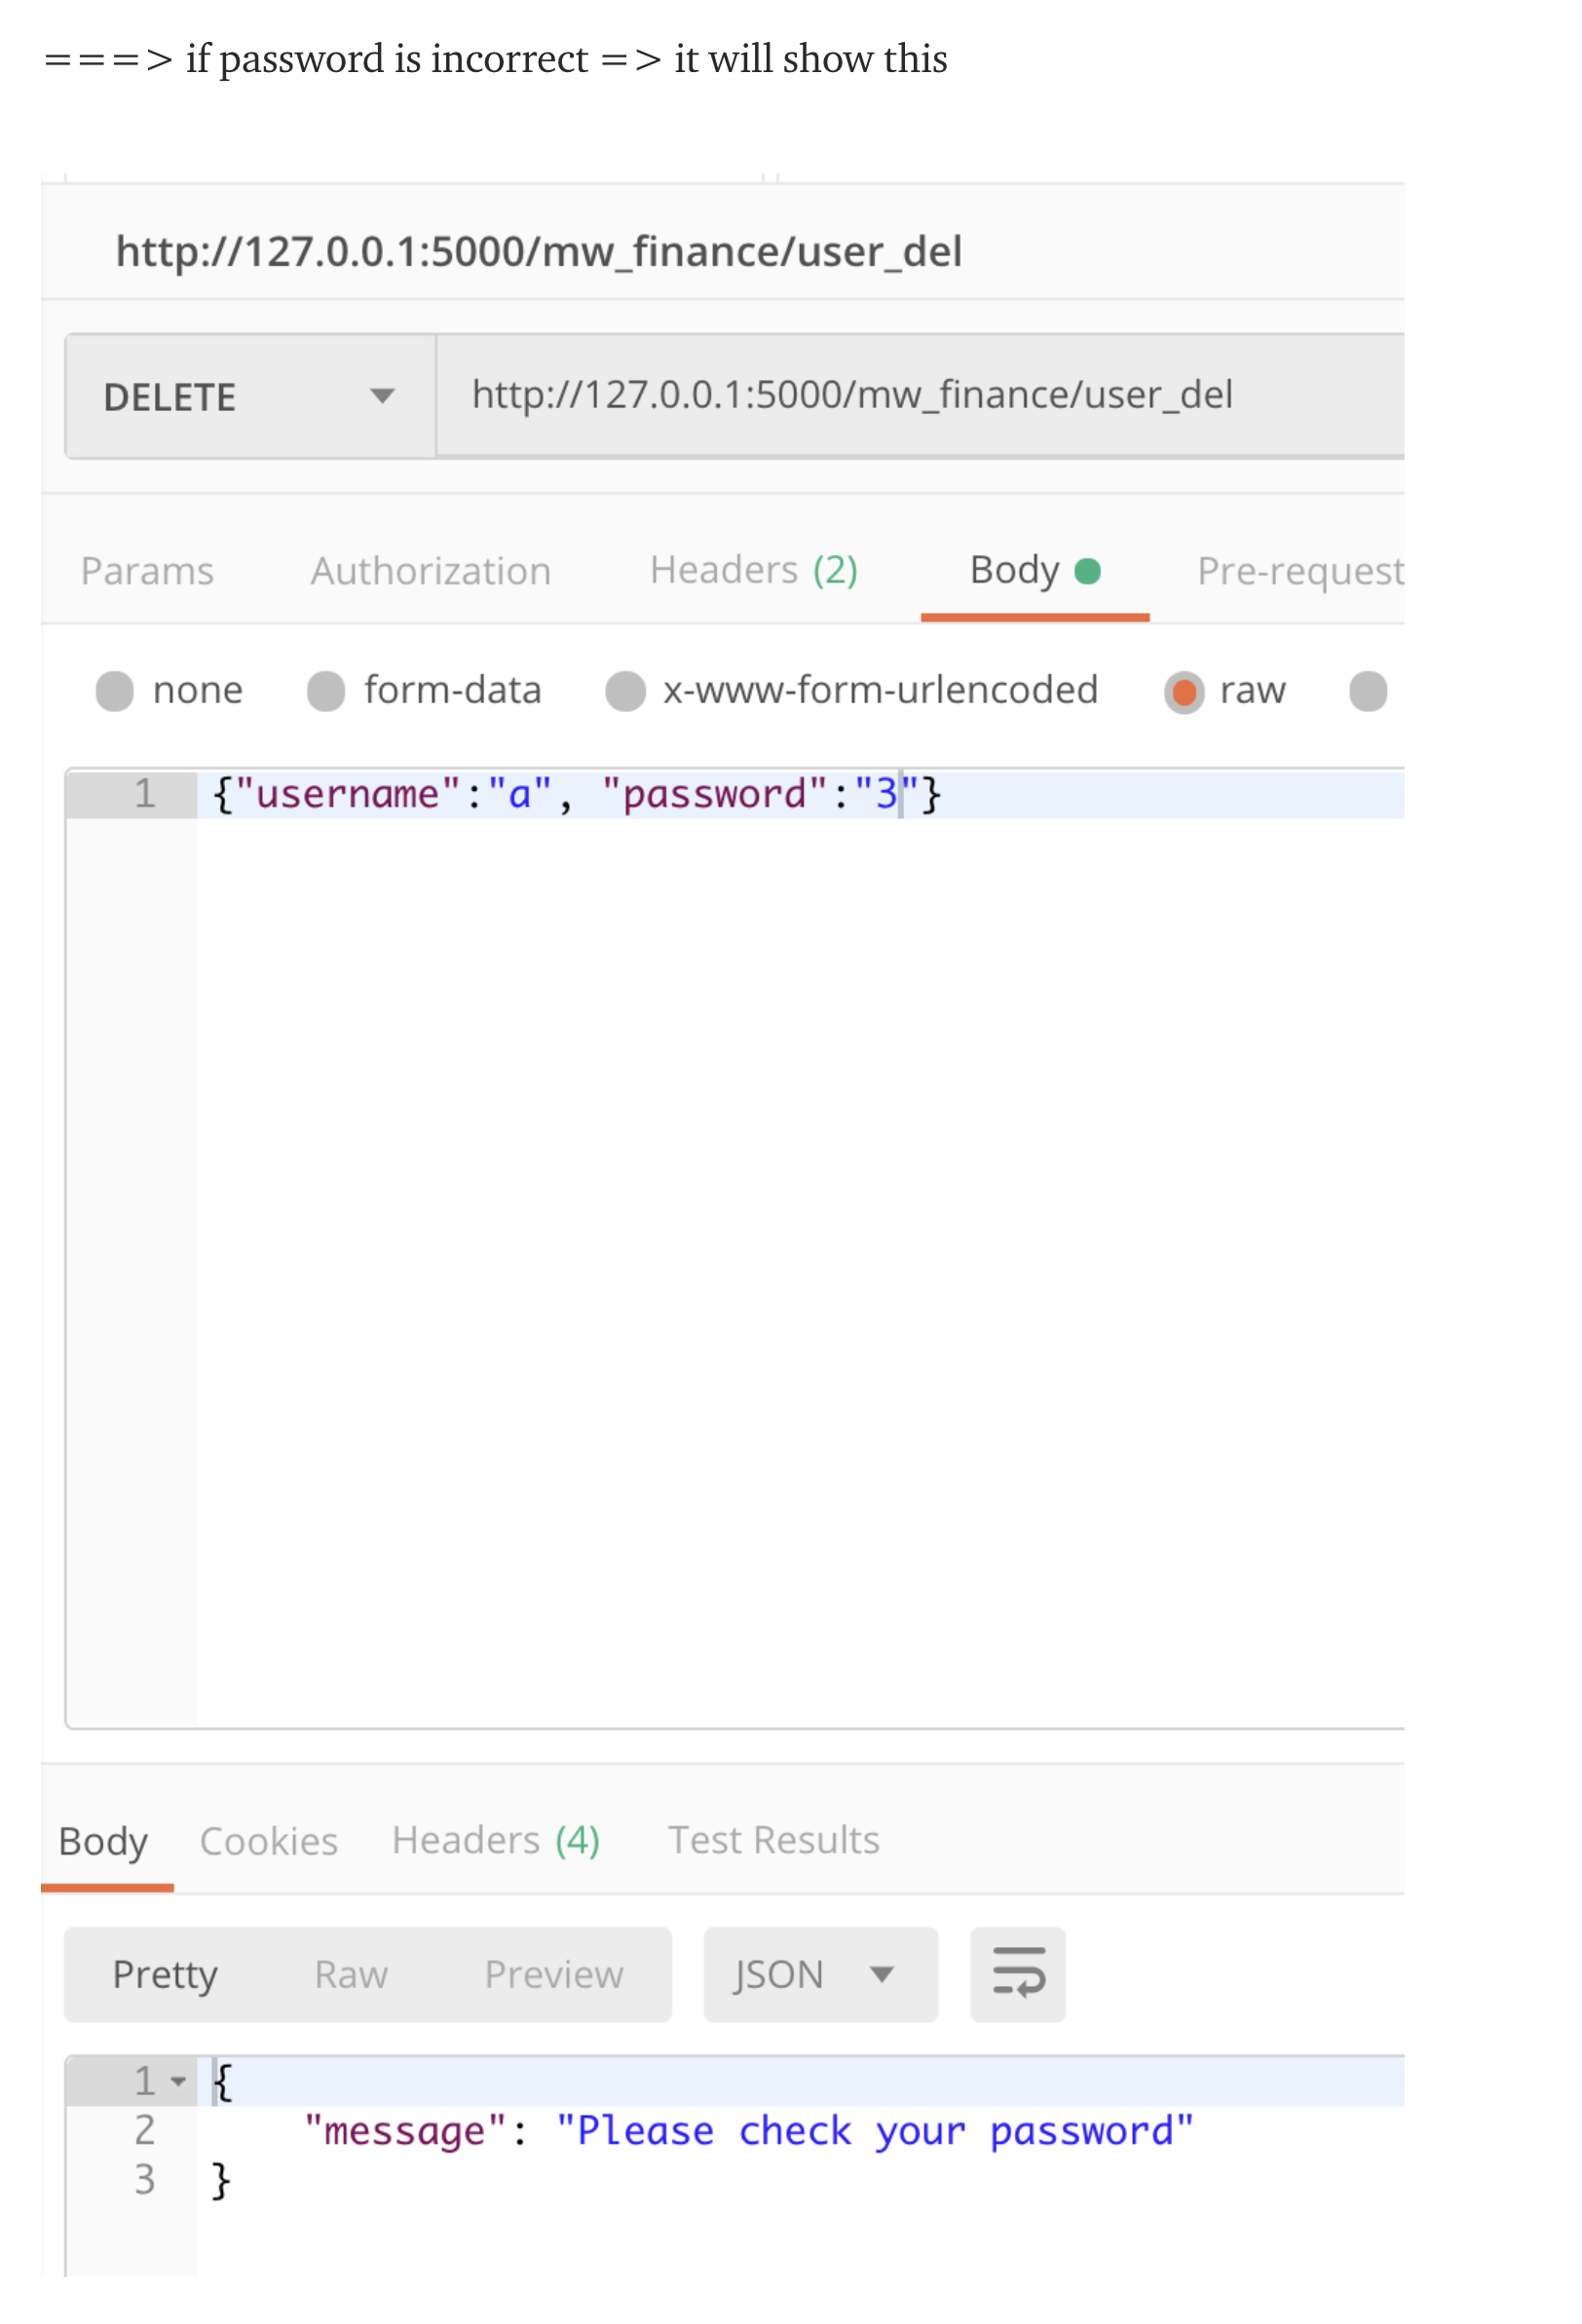 ===> if password is incorrect => it will show this
http://127.0.0.1:5000/mw_finance/user_del
DELETE http://127.0.0.1:5000/mw_finance/user_del
Params Authorization Headers (2) Body Pre-request
none form-data x-www-form-urlencoded raw
1 {"username":"a", "password":"3"}
Body Cookies Headers (4) Test Results
Pretty Raw Preview JSON
1 {
2 "message": "Please check your password"
3 }